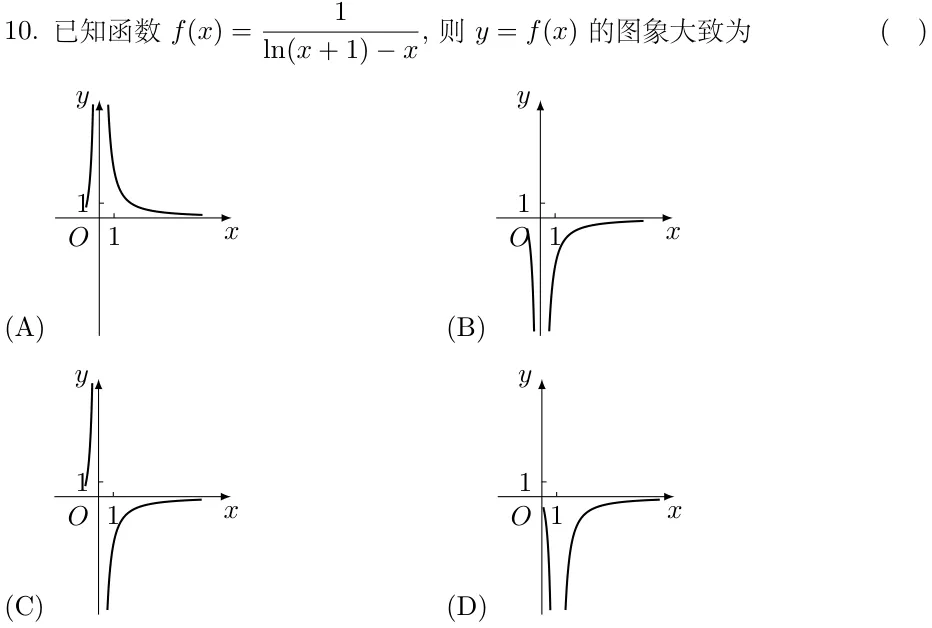 10. 已知函数 f(x) = 1/(ln(x + 1) − x), 则 y = f(x) 的图象大致为 ( )
y
1
O 1 x
(A)
y
1
O 1 x
(B)
y
1
O 1 x
(C)
y
1
O 1 x
(D)